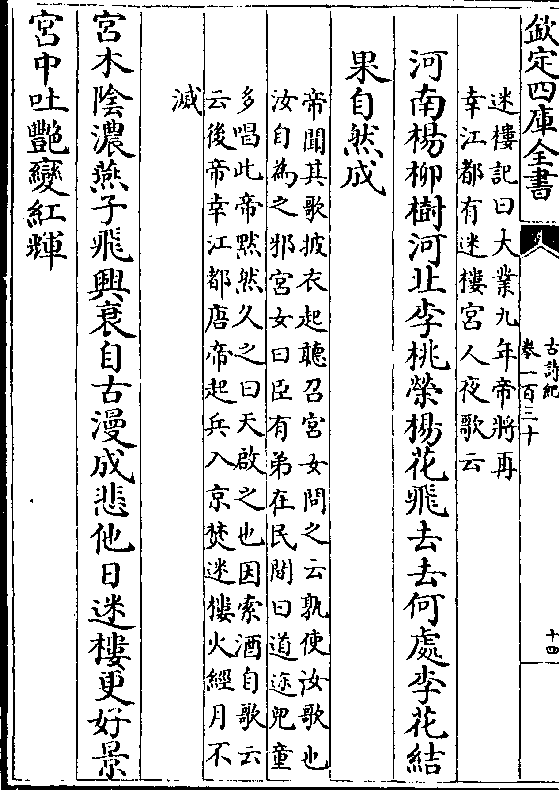 欽定四庫全書
古詩紀
卷一百三十
十四
迷樓記曰大業九年帝將再
幸江都有迷樓宮人夜歌云
河南楊柳樹河北李桃榮楊花飛去去何處李花結
果自然成
帝聞其歌披衣起聽召宮女問之云孰使汝歌也
汝自為之邪宮女曰臣有弟在民間曰道途兒童
多唱此帝黙然久之曰天啟之也因索酒自歌云
云後帝幸江都唐帝起兵入京焚迷樓火經月不
滅
宮木陰濃燕子飛興衰自古漫成悲他日迷樓更好景
宮中吐艷變紅輝